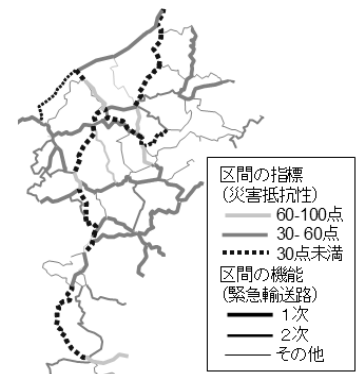 区間の指標
(災害抵抗性)
60-100点
30- 60点
30点未満
区間の機能
(緊急輸送路)
1次
2次
その他